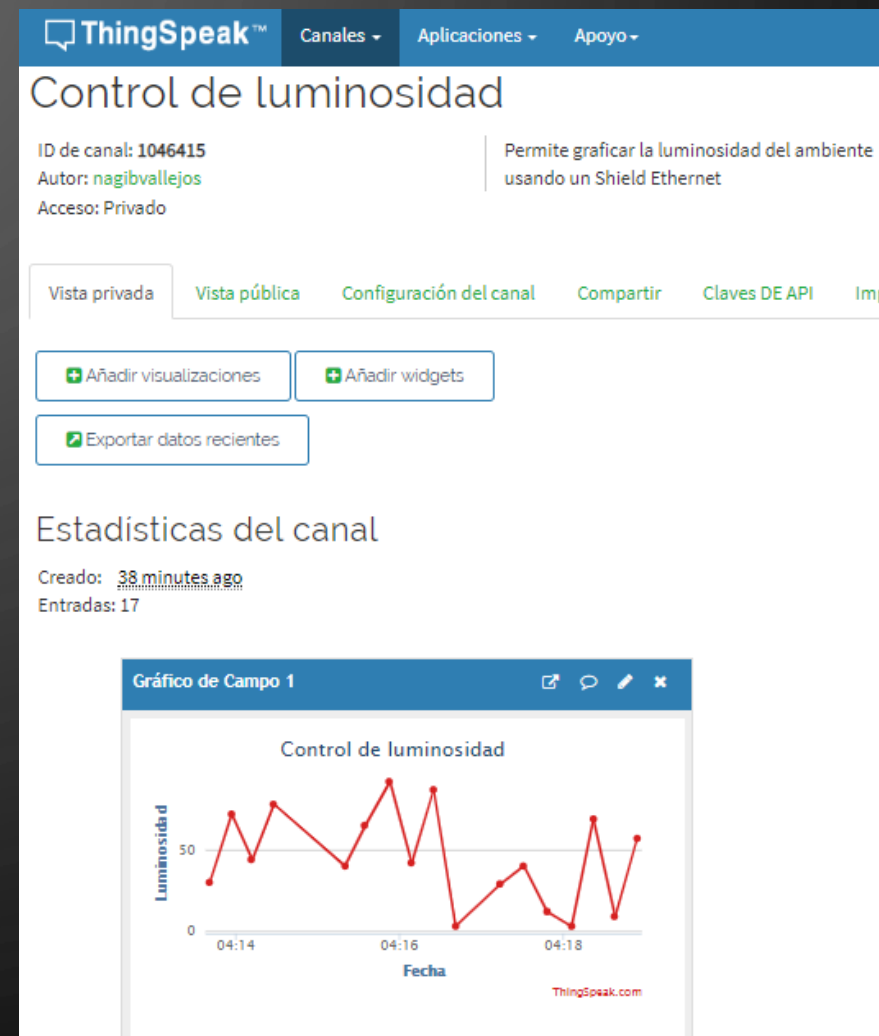 ThingSpeak™ Canales Aplicaciones Apoyo
Control de luminosidad
ID de canal: 1046415
Autor: nagibvallejos
Acceso: Privado
Permite graficar la luminosidad del ambiente
usando un Shield Ethernet
Vista privada Vista pública Configuración del canal Compartir Claves DE API
Añadir visualizaciones Añadir widgets
Exportar datos recientes
Estadísticas del canal
Creado: 38 minutes ago
Entradas: 17
Gráfico de Campo 1
Control de luminosidad
Luminosidad
50
0
04:14 04:16 04:18
Fecha
ThingSpeak.com